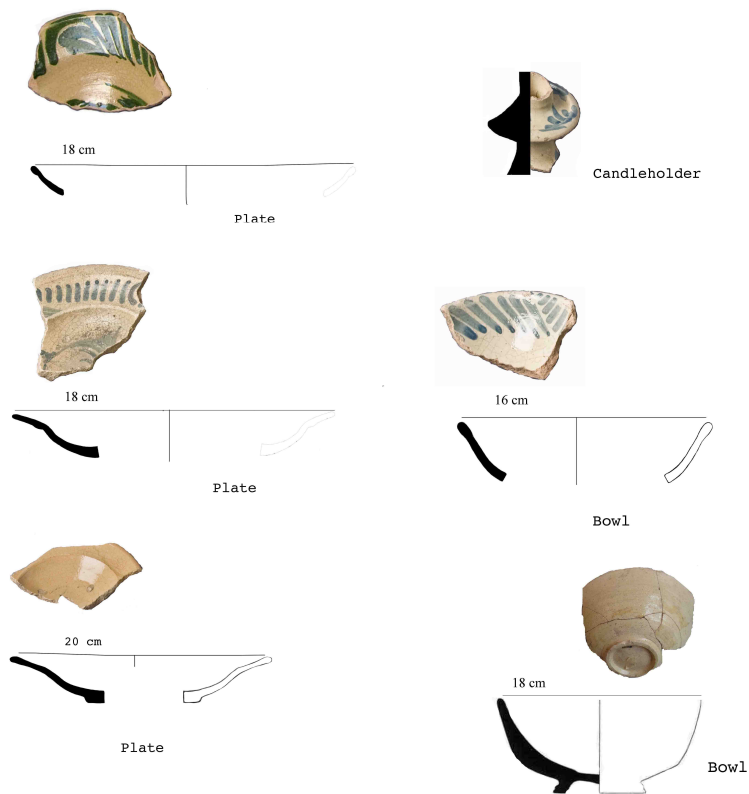 18 cm
Plate
Candleholder
18 cm
Plate
16 cm
Bowl
20 cm
Plate
18 cm
Bowl